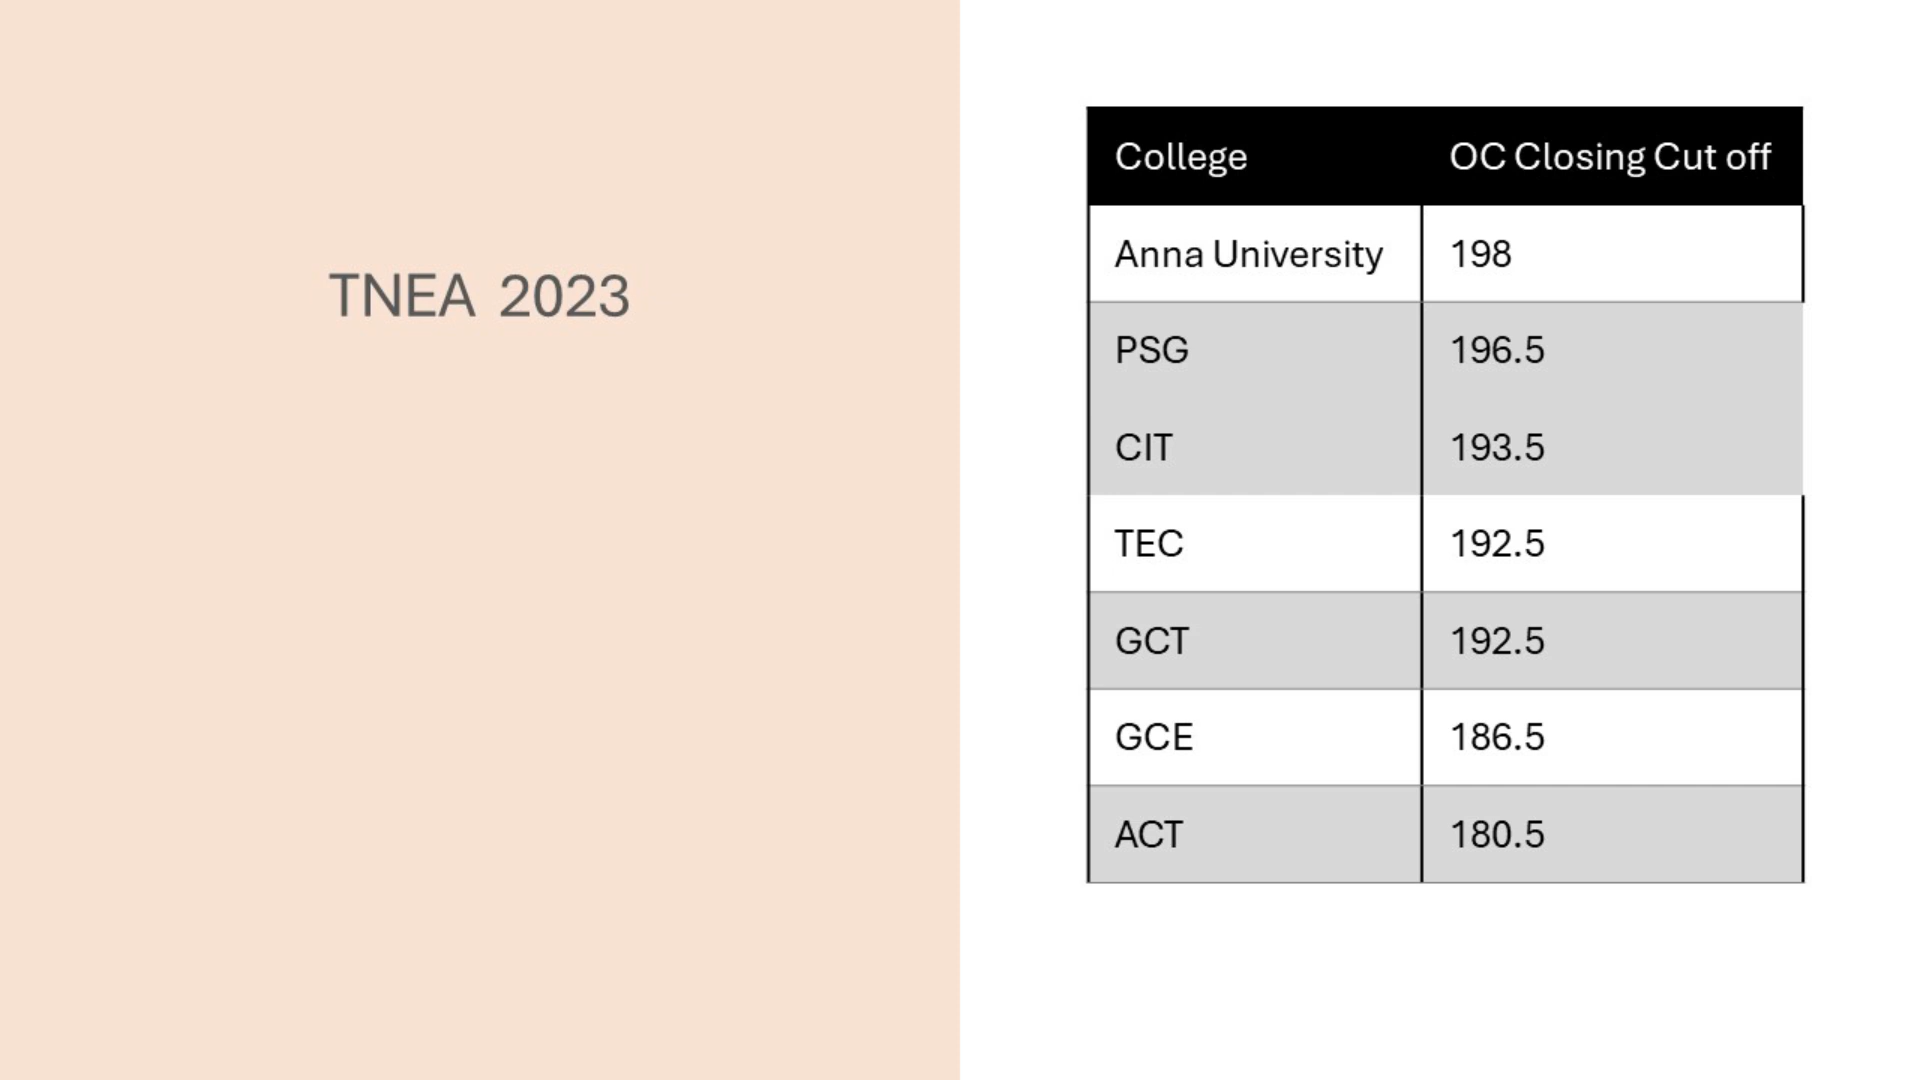 TNEA 2023
College OC Closing Cut off
Anna University 198
PSG 196.5
CIT 193.5
TEC 192.5
GCT 192.5
GCE 186.5
ACT 180.5